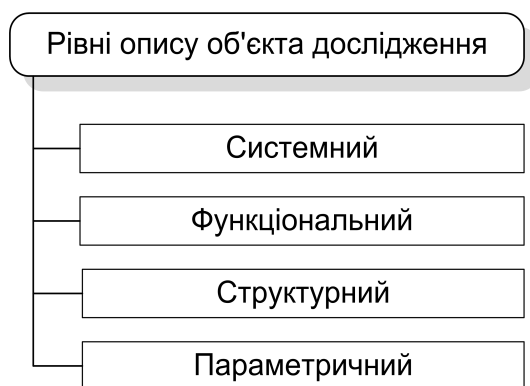 Рівні опису об'єкта дослідження
Системний
Функціональний
Структурний
Параметричний